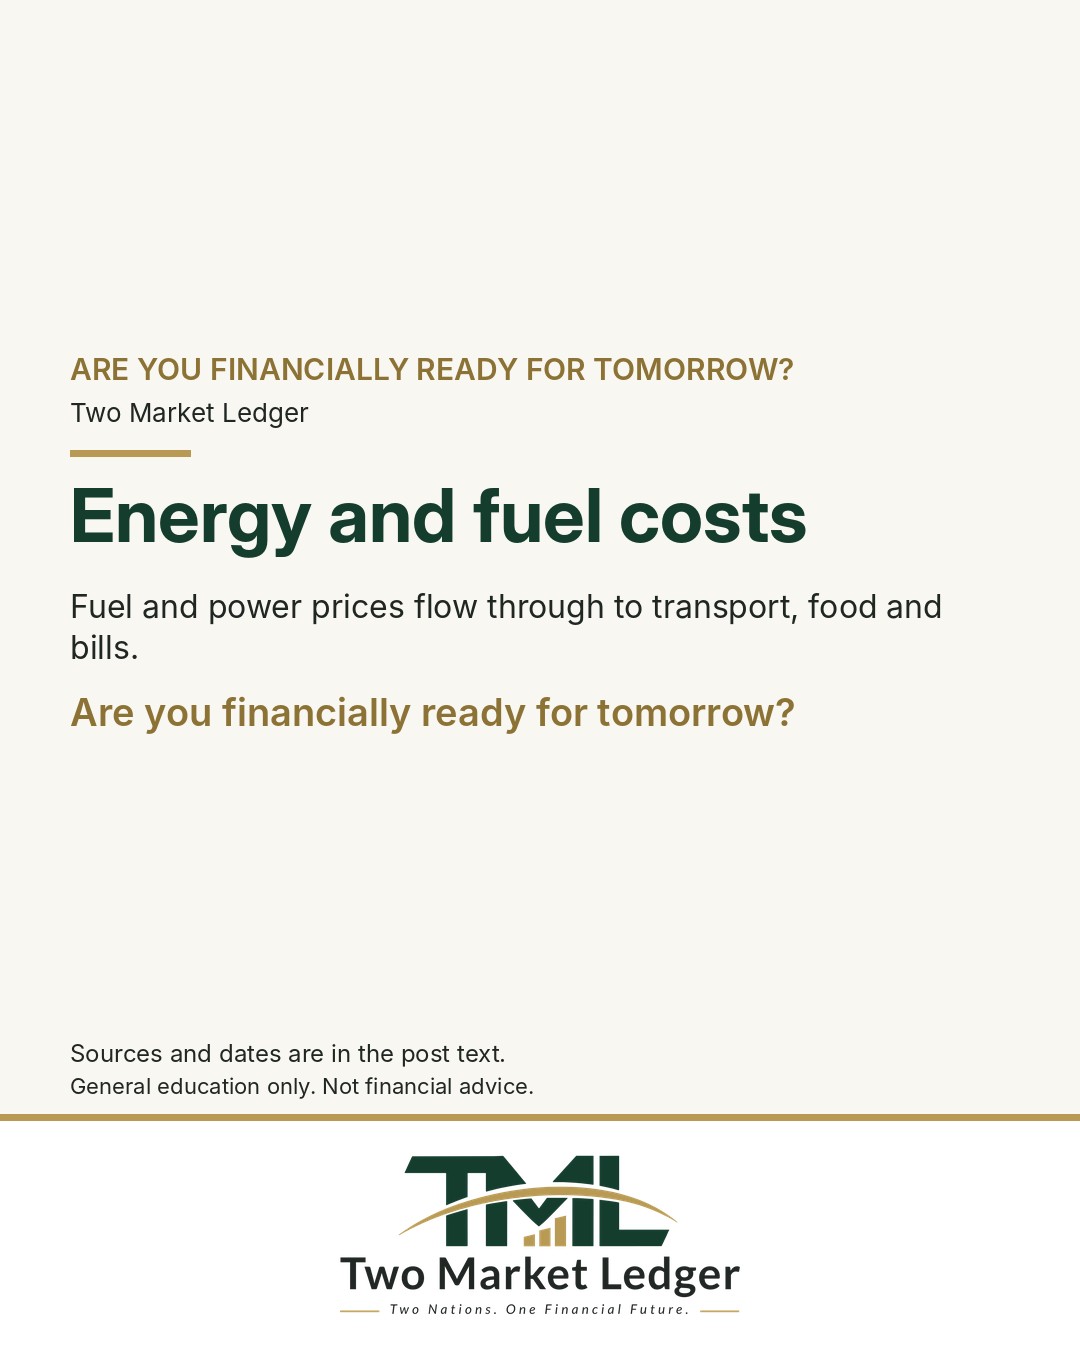 ARE YOU FINANCIALLY READY FOR TOMORROW?
Two Market Ledger
Energy and fuel costs
Fuel and power prices flow through to transport, food and
bills.
Are you financially ready for tomorrow?
Sources and dates are in the post text.
General education only. Not financial advice.
TML
Two Market Ledger
Two Nations. One Financial Future.